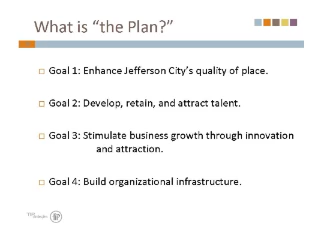 What is “the Plan?”
Goal 1: Enhance Jefferson City’s quality of place.
Goal 2: Develop, retain, and attract talent.
Goal 3: Stimulate business growth through innovation
and attraction.
Goal 4: Build organizational infrastructure.